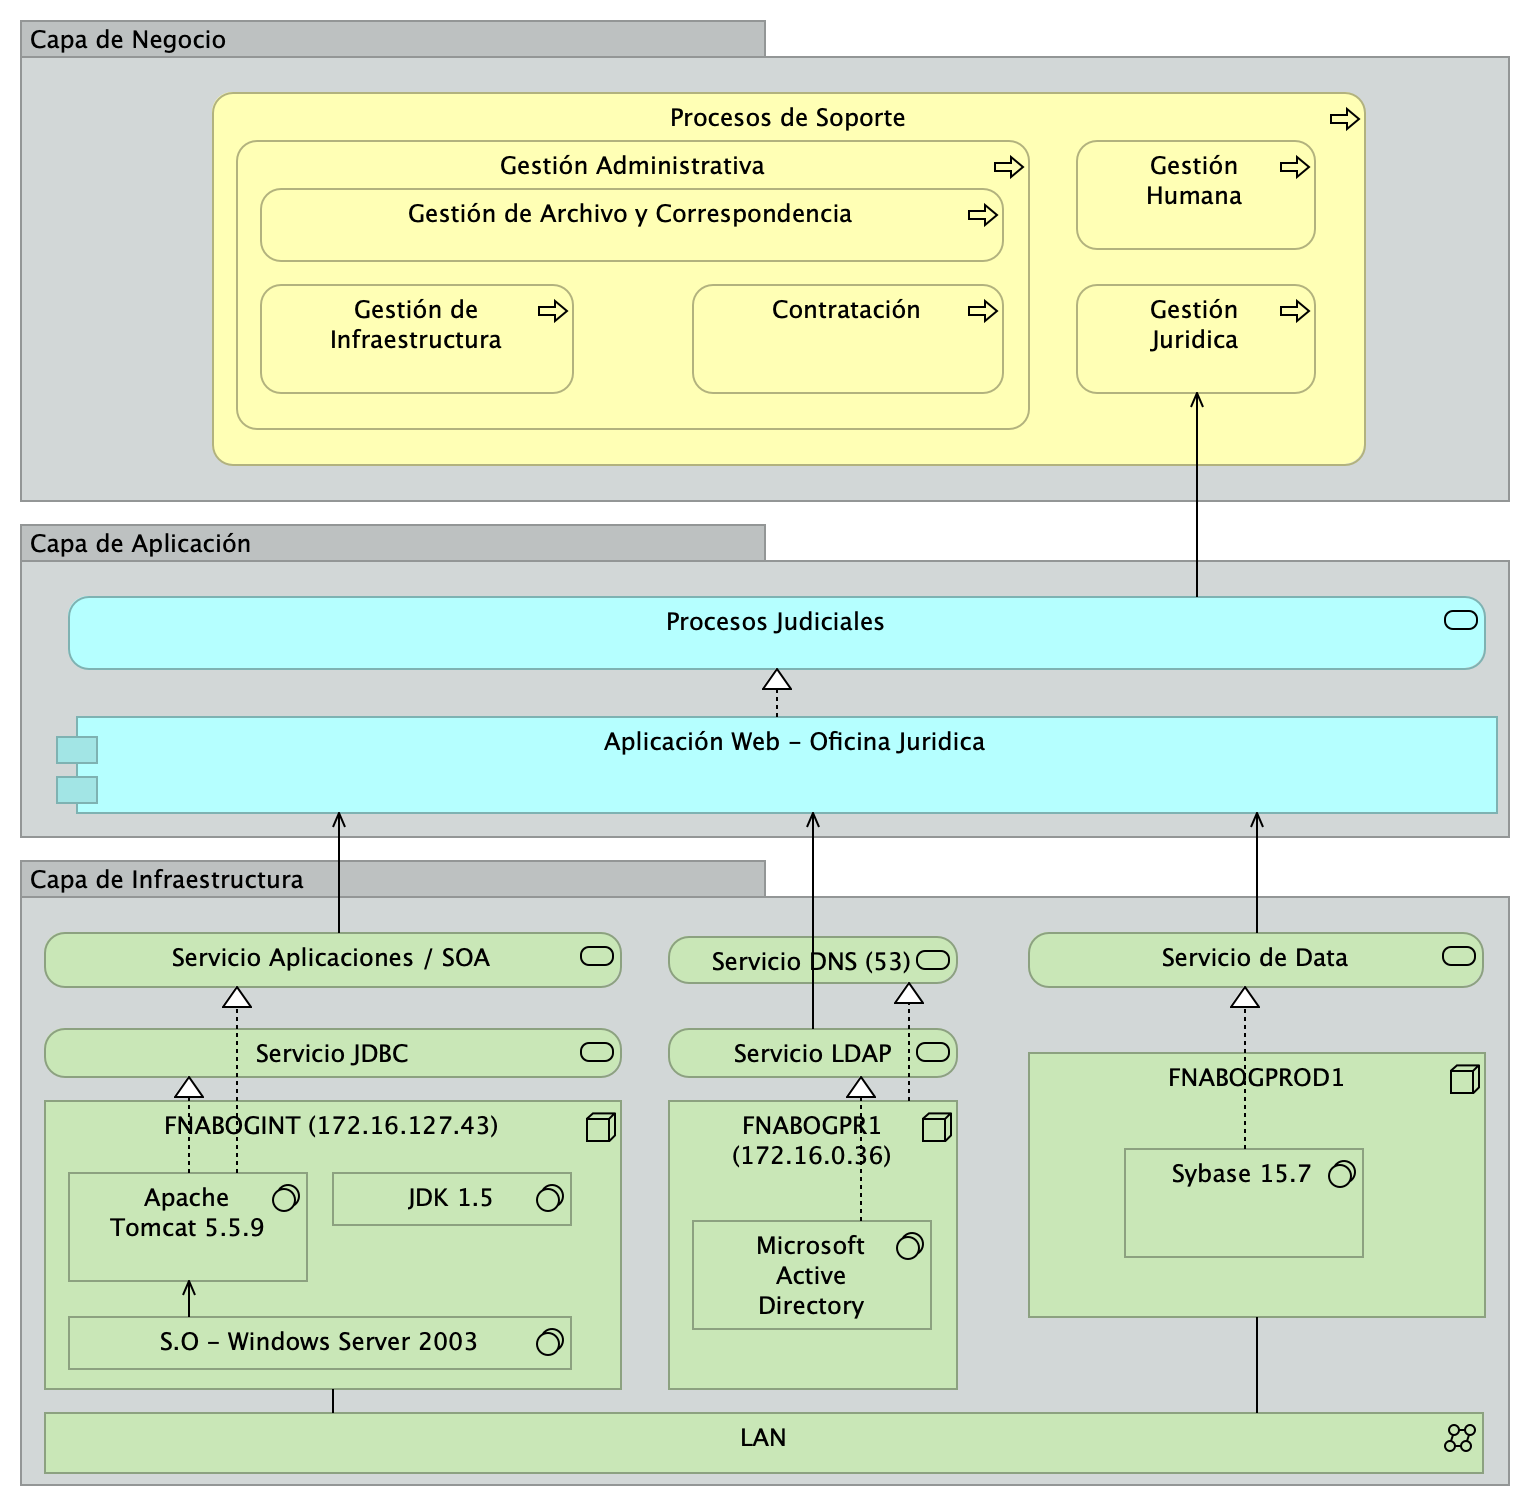 Capa de Negocio
Procesos de Soporte
Gestión Administrativa
Gestión de Archivo y Correspondencia
Gestión de
Infraestructura
Contratación
Gestión
Humana
Gestión
Juridica
Capa de Aplicación
Procesos Judiciales
Aplicación Web - Oficina Juridica
Capa de Infraestructura
Servicio Aplicaciones / SOA
Servicio DNS (53)
Servicio de Data
Servicio JDBC
Servicio LDAP
FNABOGINT (172.16.127.43)
Apache
Tomcat 5.5.9
JDK 1.5
S.O - Windows Server 2003
FNABOGPR1
(172.16.0.36)
Microsoft
Active
Directory
FNABOGPROD1
Sybase 15.7
LAN